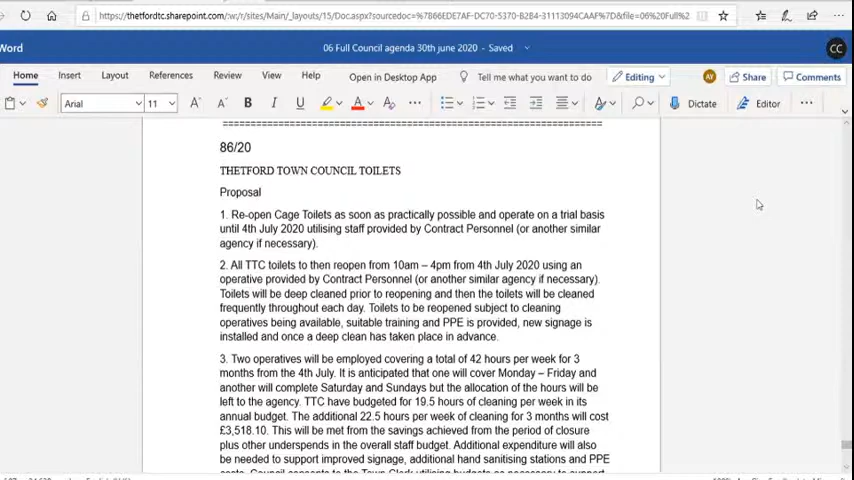 https://thetfordtc.sharepoint.com/:w:/r/sites/Main/_layouts/15/Doc.aspx?sourcedoc=%7B66EDE7AF-DC70-5370-B2B4-31113094CAAF%7D&file=06%20Full%2
Word
06 Full Council agenda 30th june 2020 - Saved
CC
Home Insert Layout References Review View Help Open in Desktop App Tell me what you want to do Editing AY Share Comments
Arial 11 A A B I U A A Dictate Editor
86/20
THETFORD TOWN COUNCIL TOILETS
Proposal
1. Re-open Cage Toilets as soon as practically possible and operate on a trial basis
until 4th July 2020 utilising staff provided by Contract Personnel (or another similar
agency if necessary).
2. All TTC toilets to then reopen from 10am – 4pm from 4th July 2020 using an
operative provided by Contract Personnel (or another similar agency if necessary).
Toilets will be deep cleaned prior to reopening and then the toilets will be cleaned
frequently throughout each day. Toilets to be reopened subject to cleaning
operatives being available, suitable training and PPE is provided, new signage is
installed and once a deep clean has taken place in advance.
3. Two operatives will be employed covering a total of 42 hours per week for 3
months from the 4th July. It is anticipated that one will cover Monday – Friday and
another will complete Saturday and Sundays but the allocation of the hours will be
left to the agency. TTC have budgeted for 19.5 hours of cleaning per week in its
annual budget. The additional 22.5 hours per week of cleaning for 3 months will cost
£3,518.10. This will be met from the savings achieved from the period of closure
plus other underspends in the overall staff budget. Additional expenditure will also
be needed to support improved signage, additional hand sanitising stations and PPE
costs. Council consents to the Town Clerk utilising budgets as necessary to support